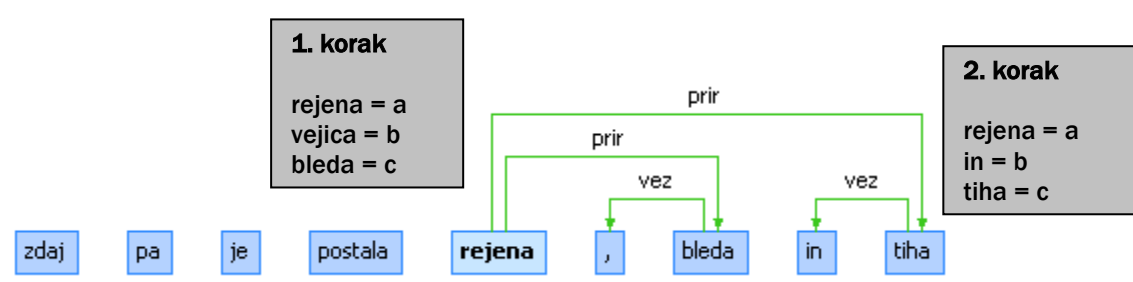 1. korak
rejena = a
vejica = b
bleda = c
2. korak
rejena = a
in = b
tiha = c
prir
prir
vez
vez
zdaj pa je postala rejena , bleda in tiha